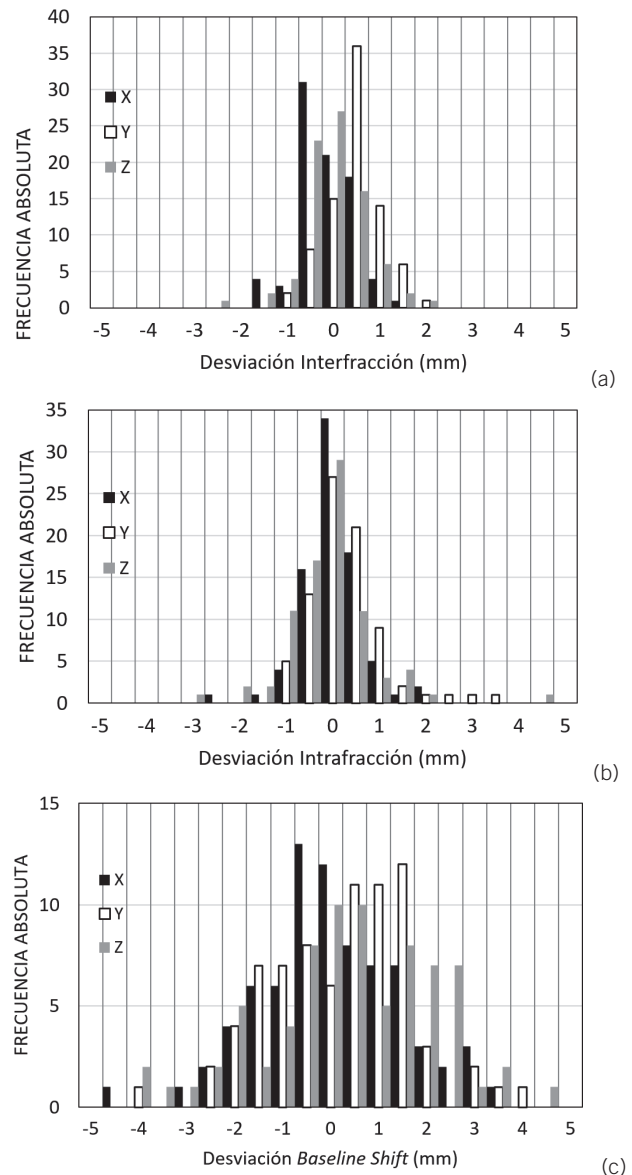 40
35
30
25
20
15
10
5
0
FRECUENCIA ABSOLUTA
X
Y
Z
-5 -4 -3 -2 -1 0 1 2 3 4 5
Desviación Interfracción (mm)
(a)
35
30
25
20
15
10
5
0
FRECUENCIA ABSOLUTA
X
Y
Z
-5 -4 -3 -2 -1 0 1 2 3 4 5
Desviación Intrafracción (mm)
(b)
15
10
5
0
FRECUENCIA ABSOLUTA
X
Y
Z
-5 -4 -3 -2 -1 0 1 2 3 4 5
Desviación Baseline Shift (mm)
(c)